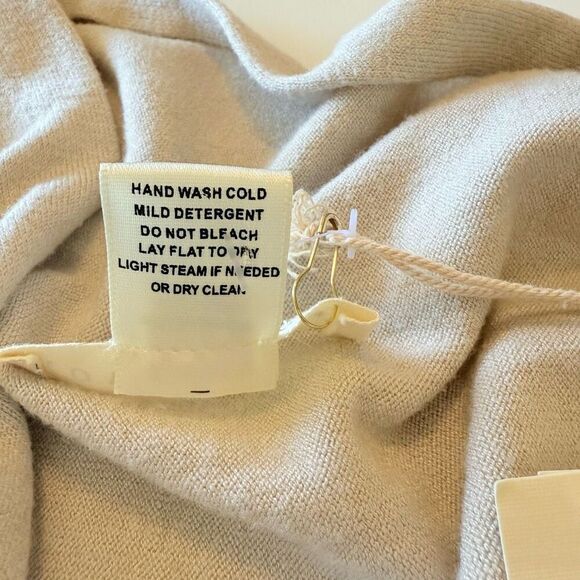 HAND WASH COLD
MILD DETERGENT
DO NOT BLEACH
LAY FLAT TO DRY
LIGHT STEAM IF NEEDED
OR DRY CLEAN.